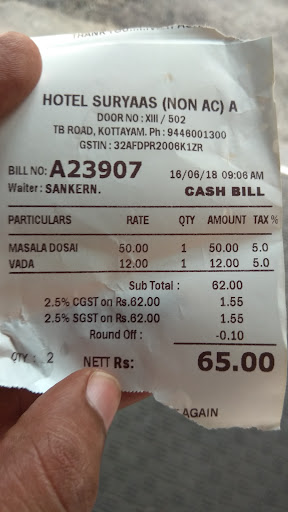 HOTEL SURYAAS (NON AC) A
DOOR NO : XIII / 502
TB ROAD, KOTTAYAM. Ph : 9446001300
GSTIN : 32AFDPR2006K1ZR
BILL NO: A23907 16/06/18 09:06 AM
Waiter : SANKERN. CASH BILL
PARTICULARS RATE QTY AMOUNT TAX %
MASALA DOSAI 50.00 1 50.00 5.0
VADA 12.00 1 12.00 5.0
Sub Total : 62.00
2.5% CGST on Rs.62.00 1.55
2.5% SGST on Rs.62.00 1.55
Round Off : -0.10
QTY : 2 NETT Rs: 65.00
AGAIN